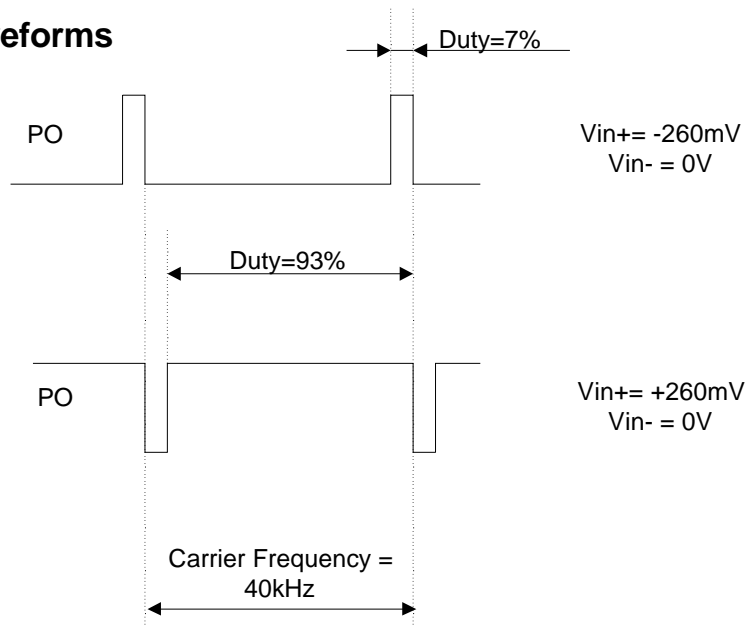 eforms
Duty=7%
PO
Vin+= -260mV
Vin- = 0V
Duty=93%
PO
Vin+= +260mV
Vin- = 0V
Carrier Frequency =
40kHz